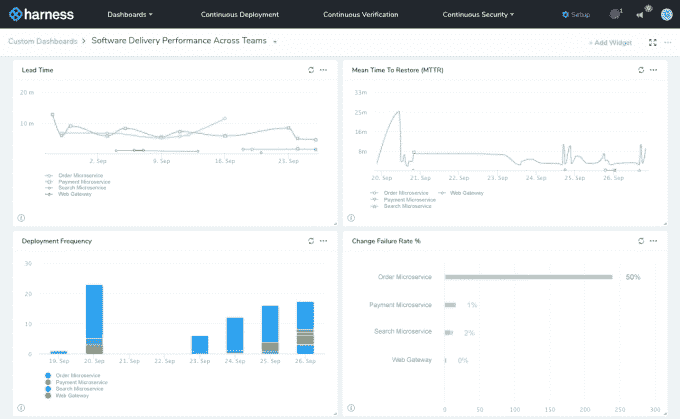 harness
Dashboards
Continuous Deployment
Continuous Verification
Continuous Security
Setup
1
Custom Dashboards > Software Delivery Performance Across Teams
+ Add Widget
Lead Time
20 m
10 m
2. Sep
9. Sep
16. Sep
23. Sep
Order Microservice
Payment Microservice
Search Microservice
Web Gateway
Mean Time To Restore (MTTR)
33m
25m
16m
8m
20. Sep
21. Sep
22. Sep
23. Sep
24. Sep
25. Sep
26. Sep
Order Microservice
Web Gateway
Payment Microservice
Search Microservice
Deployment Frequency
30
20
10
0
19. Sep
20. Sep
21. Sep
22. Sep
23. Sep
24. Sep
25. Sep
26. Sep
Order Microservice
Payment Microservice
Search Microservice
Web Gateway
Change Failure Rate %
Order Microservice
50%
Payment Microservice
1%
Search Microservice
Web Gateway
0%
0
50
100
150
200
250
300